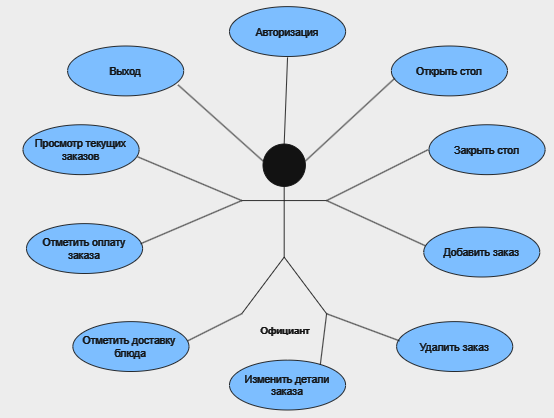 Авторизация
Выход
Открыть стол
Просмотр текущих
заказов
Закрыть стол
Отметить оплату
заказа
Добавить заказ
Официант
Отметить доставку
блюда
Удалить заказ
Изменить детали
заказа